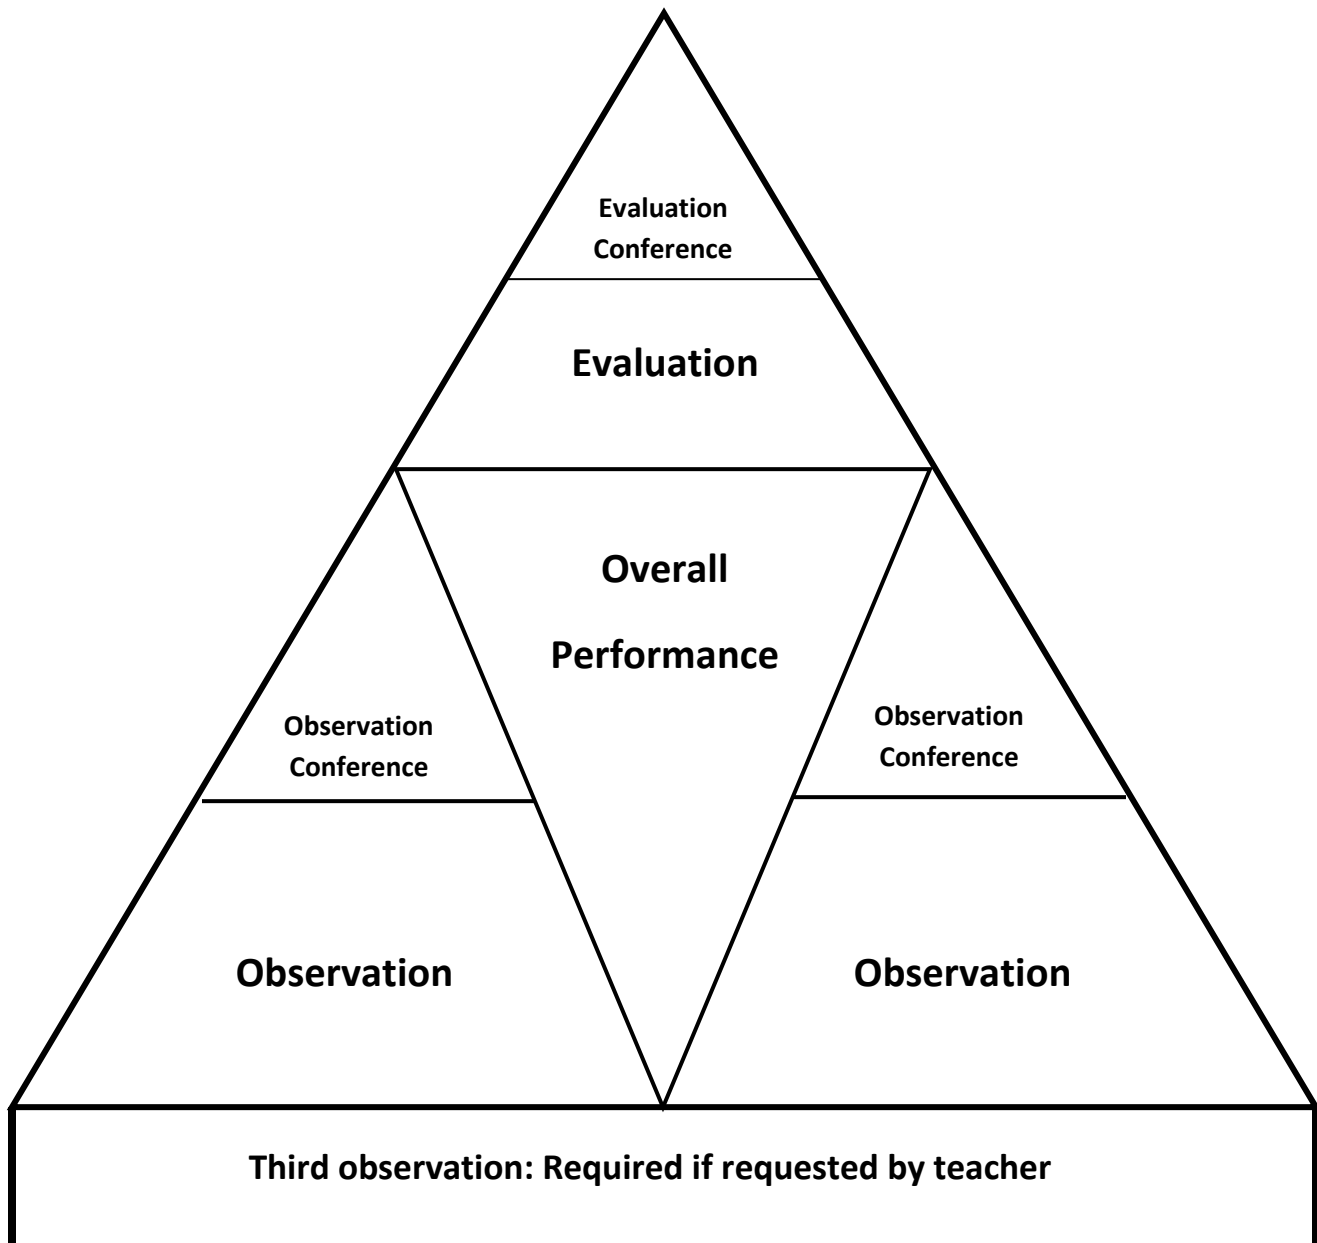 Evaluation
Conference
Evaluation
Overall
Performance
Observation
Conference
Observation
Conference
Observation
Observation
Third observation: Required if requested by teacher